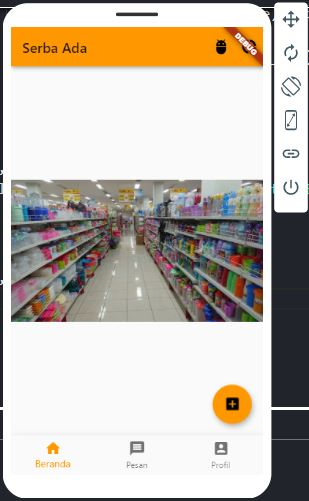 Serba Ada
DEBUG
Beranda
Pesan
Profil